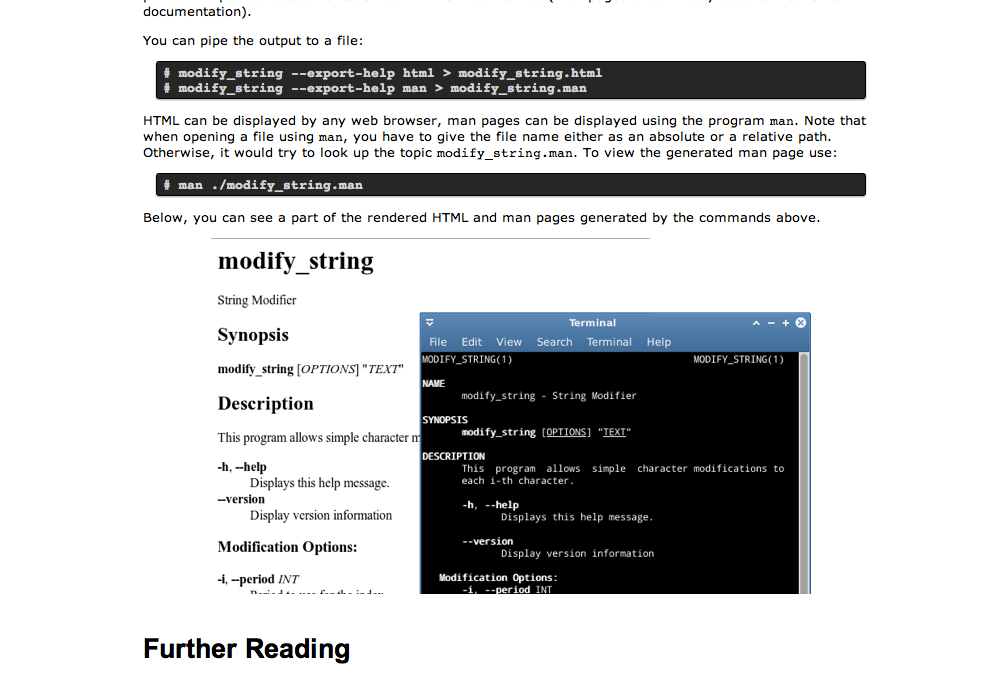 documentation).
You can pipe the output to a file:
# modify_string --export-help html > modify_string.html
# modify_string --export-help man > modify_string.man
HTML can be displayed by any web browser, man pages can be displayed using the program man. Note that
when opening a file using man, you have to give the file name either as an absolute or a relative path.
Otherwise, it would try to look up the topic modify_string.man. To view the generated man page use:
# man ./modify_string.man
Below, you can see a part of the rendered HTML and man pages generated by the commands above.
modify_string
String Modifier
Synopsis
modify_string [OPTIONS] "TEXT"
Description
This program allows simple character m
-h, --help
Displays this help message.
--version
Display version information
Modification Options:
-i, --period INT
Terminal
File Edit View Search Terminal Help
MODIFY_STRING(1) MODIFY_STRING(1)
NAME
modify_string - String Modifier
SYNOPSIS
modify_string [OPTIONS] "TEXT"
DESCRIPTION
This program allows simple character modifications to
each i-th character.
-h, --help
Displays this help message.
--version
Display version information
Modification Options:
-i, --period INT
Further Reading